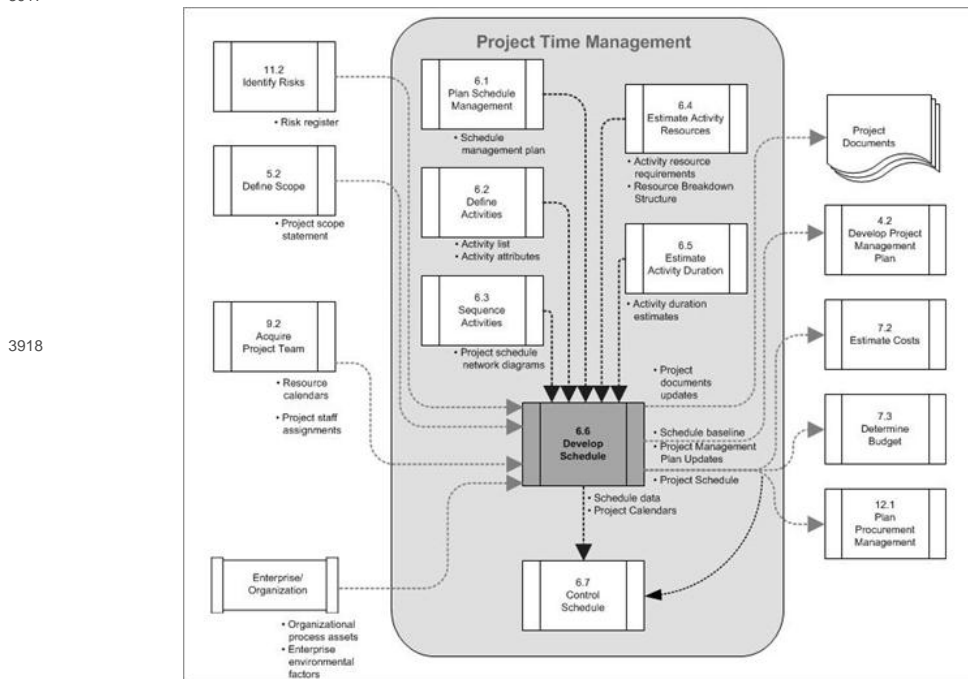 Project Time Management
11.2
Identify Risks
• Risk register
5.2
Define Scope
• Project scope
statement
9.2
Acquire
Project Team
• Resource
calendars
• Project staff
assignments
Enterprise/
Organization
• Organizational
process assets
• Enterprise
environmental
factors
6.1
Plan Schedule
Management
• Schedule
management plan
6.2
Define
Activities
• Activity list
• Activity attributes
6.3
Sequence
Activities
• Project schedule
network diagrams
6.4
Estimate Activity
Resources
• Activity resource
requirements
• Resource Breakdown
Structure
6.5
Estimate
Activity Duration
• Activity duration
estimates
6.6
Develop
Schedule
• Project
documents
updates
• Schedule baseline
• Project Management
Plan Updates
• Project Schedule
• Schedule data
• Project Calendars
6.7
Control
Schedule
Project
Documents
4.2
Develop Project
Management
Plan
7.2
Estimate Costs
7.3
Determine
Budget
12.1
Plan
Procurement
Management
3918